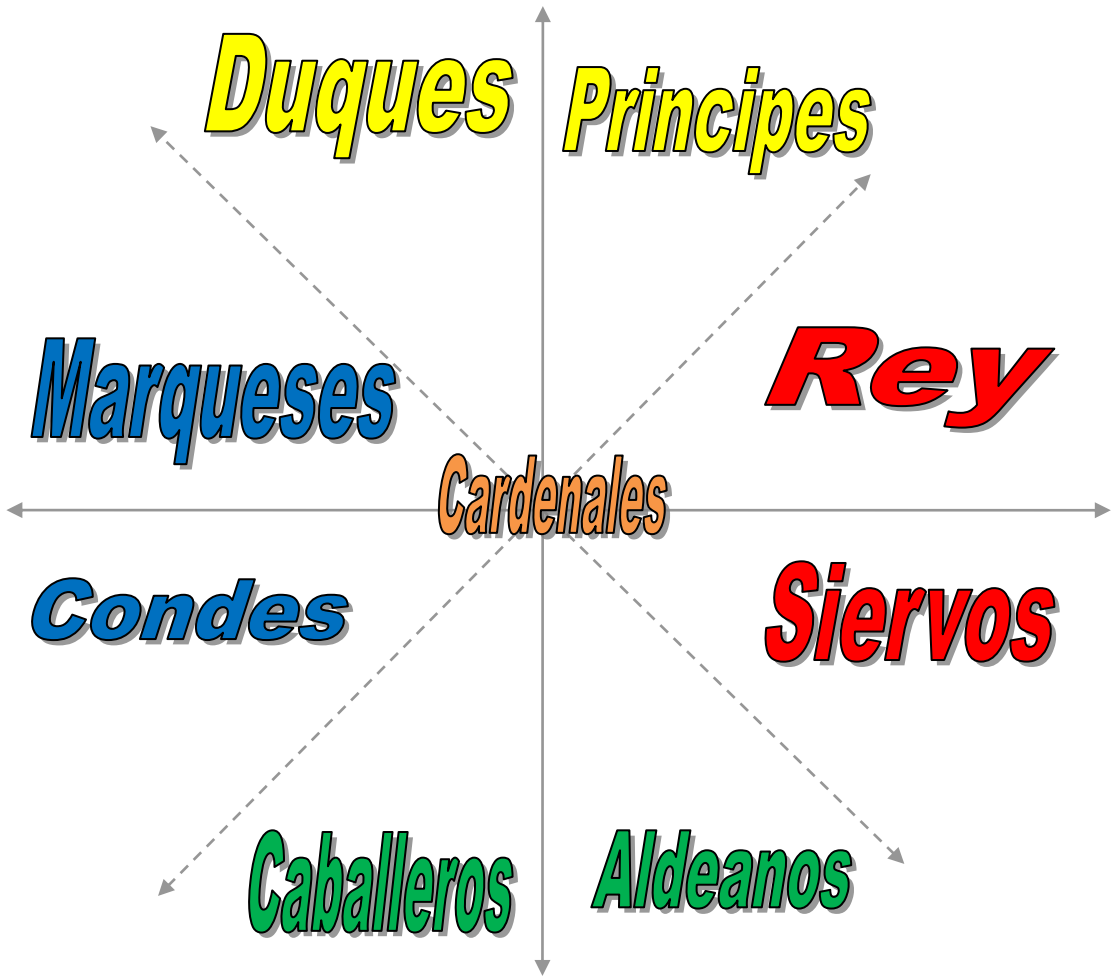 Duques
Principes
Marqueses
Rey
Cardenales
Condes
Siervos
Caballeros
Aldeanos